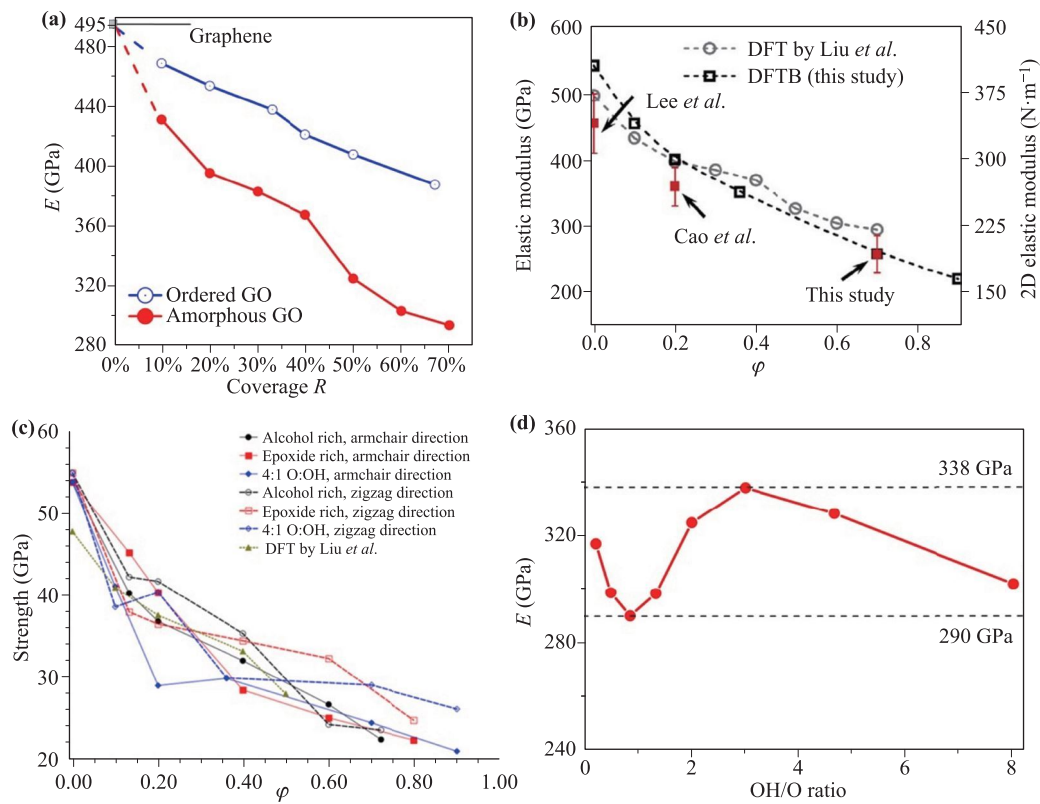 (a)
495
480
440
400
360
320
280
E (GPa)
Graphene
Ordered GO
Amorphous GO
0% 10% 20% 30% 40% 50% 60% 70%
Coverage R
(b)
600
500
400
300
200
Elastic modulus (GPa)
450
375
300
225
150
2D elastic modulus (N·m⁻¹)
DFT by Liu et al.
DFTB (this study)
Lee et al.
Cao et al.
This study
0.0 0.2 0.4 0.6 0.8
φ
(c)
60
50
40
30
20
Strength (GPa)
Alcohol rich, armchair direction
Epoxide rich, armchair direction
4:1 O:OH, armchair direction
Alcohol rich, zigzag direction
Epoxide rich, zigzag direction
4:1 O:OH, zigzag direction
DFT by Liu et al.
0.00 0.20 0.40 0.60 0.80 1.00
φ
(d)
360
320
280
240
E (GPa)
338 GPa
290 GPa
0 2 4 6 8
OH/O ratio